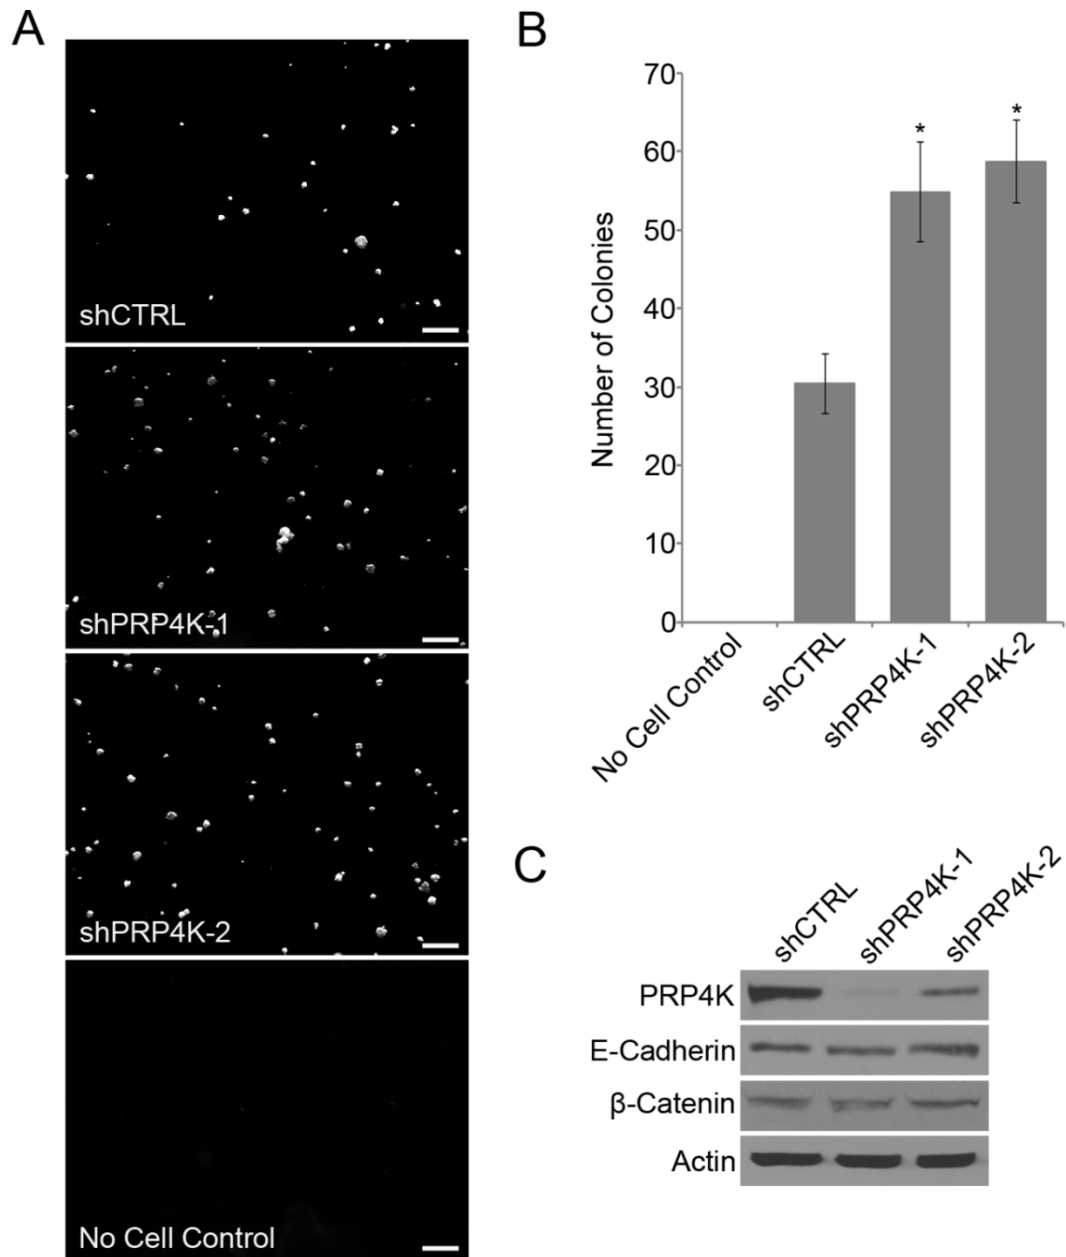 A
shCTRL
shPRP4K-1
shPRP4K-2
No Cell Control
B
Number of Colonies
70
60
50
40
30
20
10
0
*
*
No Cell Control
shCTRL
shPRP4K-1
shPRP4K-2
C
shCTRL
shPRP4K-1
shPRP4K-2
PRP4K
E-Cadherin
β-Catenin
Actin